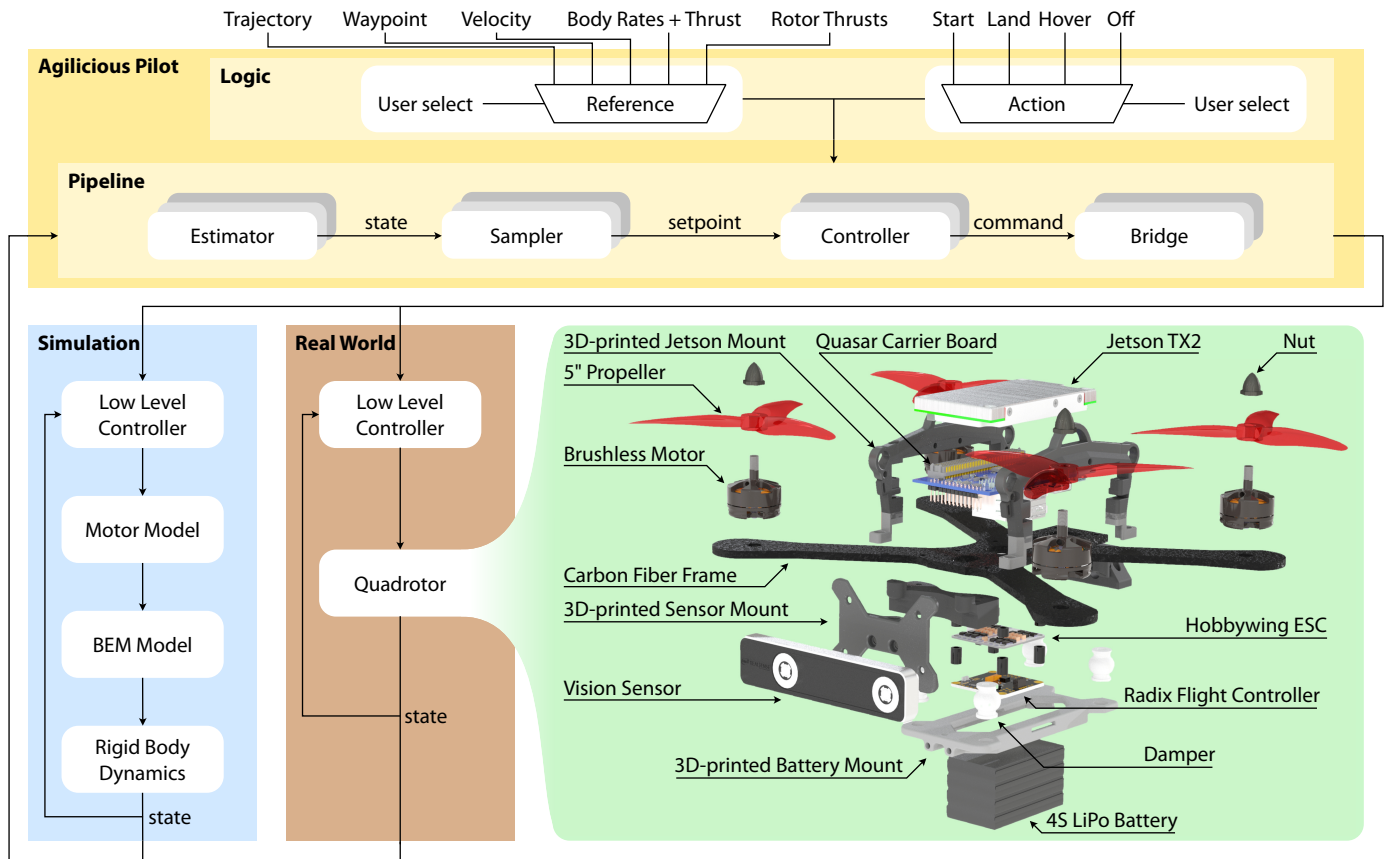 Trajectory Waypoint Velocity Body Rates + Thrust Rotor Thrusts Start Land Hover Off
Agilicious Pilot
Logic
User select
Reference
Action
User select
Pipeline
Estimator
state
Sampler
setpoint
Controller
command
Bridge
Simulation
Low Level
Controller
Motor Model
BEM Model
Rigid Body
Dynamics
state
Real World
Low Level
Controller
Quadrotor
state
3D-printed Jetson Mount
Quasar Carrier Board
Jetson TX2
Nut
5" Propeller
Brushless Motor
Carbon Fiber Frame
3D-printed Sensor Mount
Hobbywing ESC
Vision Sensor
Radix Flight Controller
3D-printed Battery Mount
Damper
4S LiPo Battery